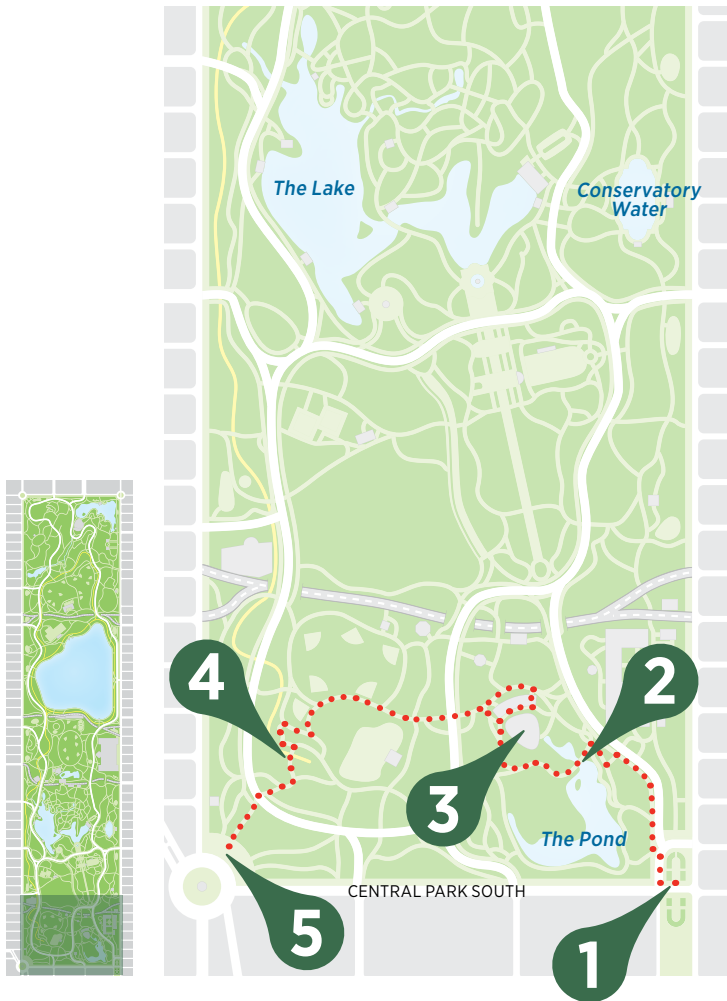 The Lake
Conservatory
Water
4
2
3
The Pond
CENTRAL PARK SOUTH
5
1